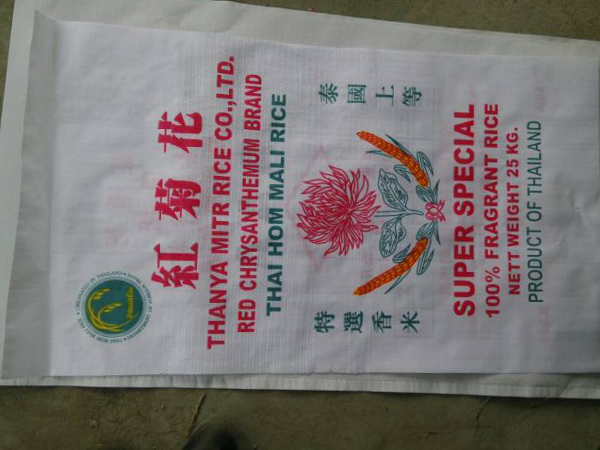 紅菊花
THANYA MITR RICE CO.,LTD.
RED CHRYSANTHEMUM BRAND
THAI HOM MALI RICE
泰國上等
特選香米
SUPER SPECIAL
100% FRAGRANT RICE
NETT WEIGHT 25 KG.
PRODUCT OF THAILAND